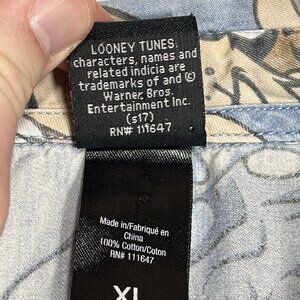 LOONEY TUNES.
characters, names and
related indicia are
trademarks of and ©
Warner Bros.
Entertainment Inc.
(s17)
RN# 111647
Made in/Fabriqué en
China
100% Cotton/Coton
RN# 111647
XL